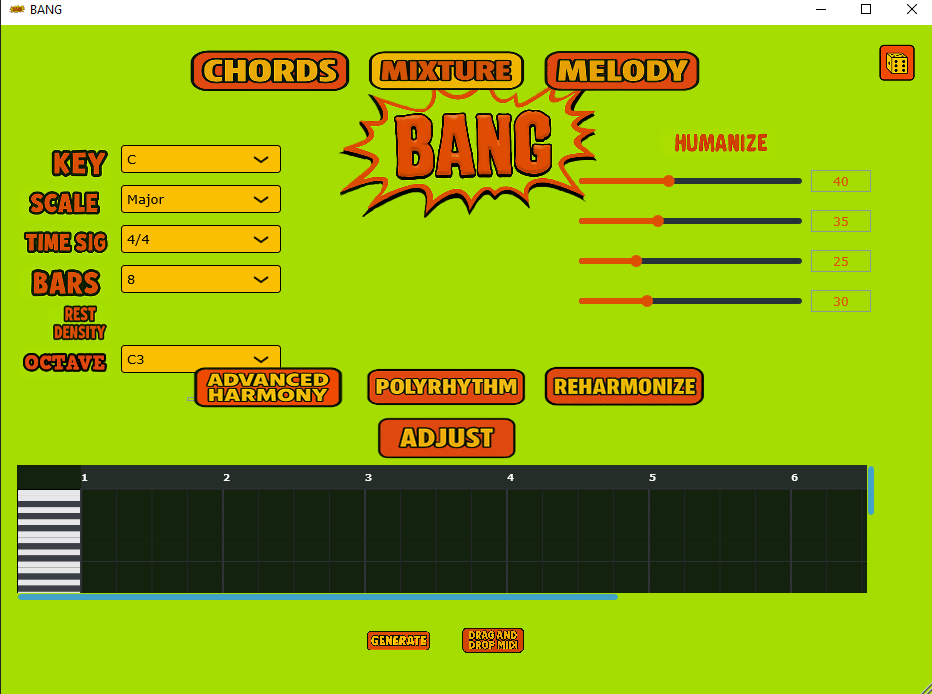 BANG
CHORDS MIXTURE MELODY
BANG
HUMANIZE
KEY C
40
SCALE Major
35
TIME SIG 4/4
25
BARS 8
30
REST
DENSITY
OCTAVE C3
ADVANCED
HARMONY
POLYRHYTHM
REHARMONIZE
ADJUST
1 2 3 4 5 6
GENERATE
DRAG AND
DROP MIDI